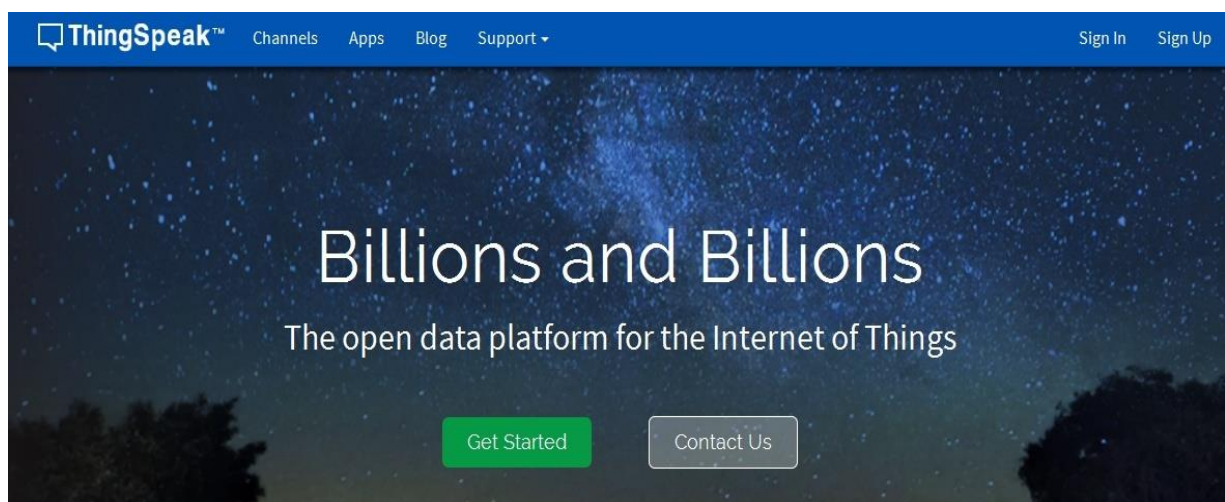 ThingSpeak™ Channels Apps Blog Support Sign In Sign Up
Billions and Billions
The open data platform for the Internet of Things
Get Started Contact Us